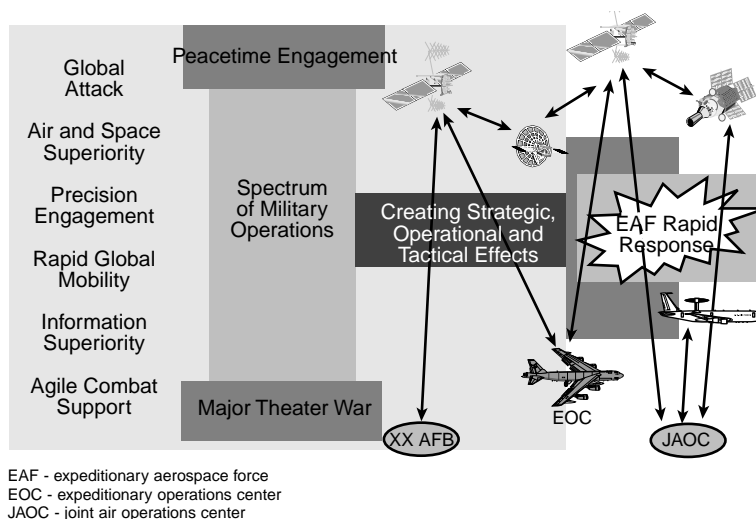 Global
Attack
Air and Space
Superiority
Precision
Engagement
Rapid Global
Mobility
Information
Superiority
Agile Combat
Support
Peacetime Engagement
Spectrum
of Military
Operations
Major Theater War
Creating Strategic,
Operational and
Tactical Effects
EAF Rapid
Response
XX AFB
EOC
JAOC
EAF - expeditionary aerospace force
EOC - expeditionary operations center
JAOC - joint air operations center